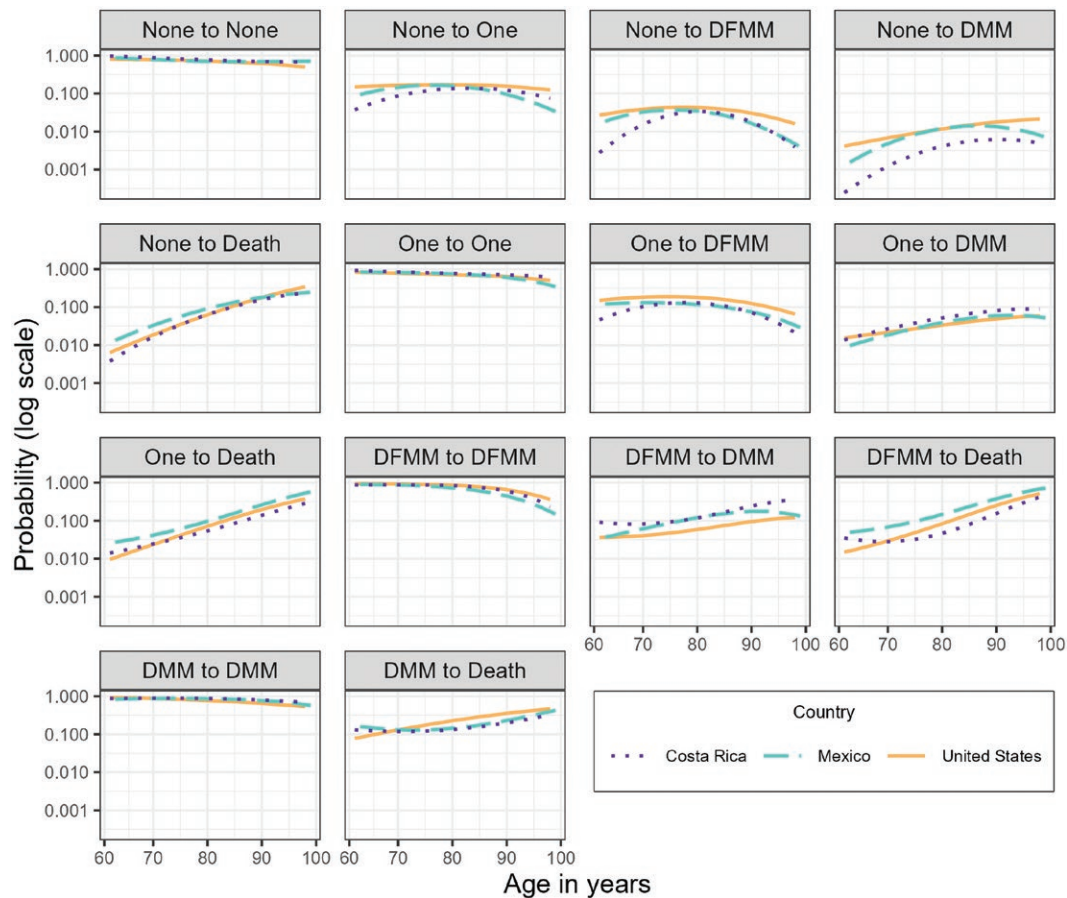 None to None
None to One
None to DFMM
None to DMM
1.000
0.100
0.010
0.001
None to Death
One to One
One to DFMM
One to DMM
1.000
0.100
0.010
0.001
One to Death
DFMM to DFMM
DFMM to DMM
DFMM to Death
1.000
0.100
0.010
0.001
60 70 80 90 100
60 70 80 90 100
DMM to DMM
DMM to Death
1.000
0.100
0.010
0.001
60 70 80 90 100
60 70 80 90 100
Country
Costa Rica
Mexico
United States
Probability (log scale)
Age in years